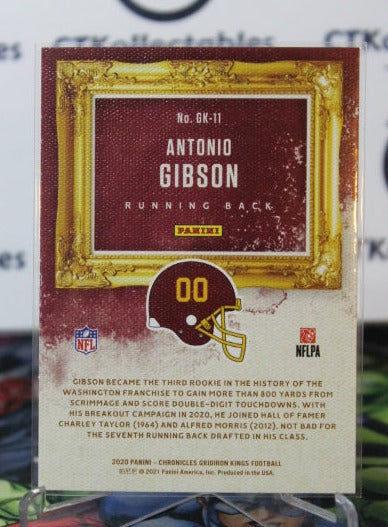 CTKollectables
CTKo
No. GK-11
ANTONIO
GIBSON
RUNNING BACK
PANINI
00
NFL
NFLPA
GIBSON BECAME THE THIRD ROOKIE IN THE HISTORY OF THE
WASHINGTON FRANCHISE TO GAIN MORE THAN 800 YARDS FROM
SCRIMMAGE AND SCORE DOUBLE-DIGIT TOUCHDOWNS. WITH
HIS BREAKOUT CAMPAIGN IN 2020, HE JOINED HALL OF FAMER
CHARLEY TAYLOR (1964) AND ALFRED MORRIS (2012). NOT BAD FOR
THE SEVENTH RUNNING BACK DRAFTED IN HIS CLASS.
2020 PANINI – CHRONICLES GRIDIRON KINGS FOOTBALL
© 2021 Panini America, Inc. Produced in the USA.